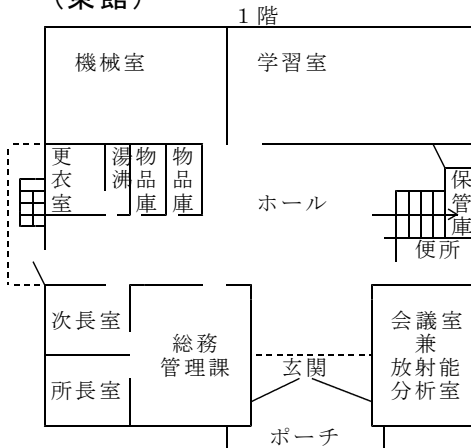 （東館）
１階
機械室
学習室
更衣室
湯沸
物品庫
物品庫
ホール
保管庫
便所
次長室
総務
管理課
所長室
玄関
会議室
兼
放射能
分析室
ポーチ